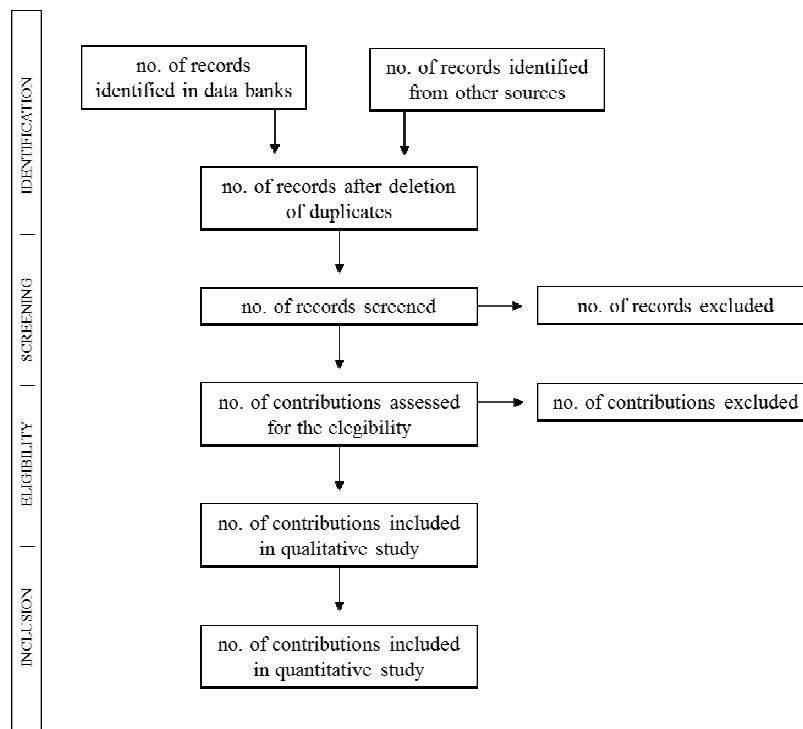 IDENTIFICATION
SCREENING
ELIGIBILITY
INCLUSION
no. of records
identified in data banks
no. of records identified
from other sources
no. of records after deletion
of duplicates
no. of records screened
no. of records excluded
no. of contributions assessed
for the elegibility
no. of contributions excluded
no. of contributions included
in qualitative study
no. of contributions included
in quantitative study